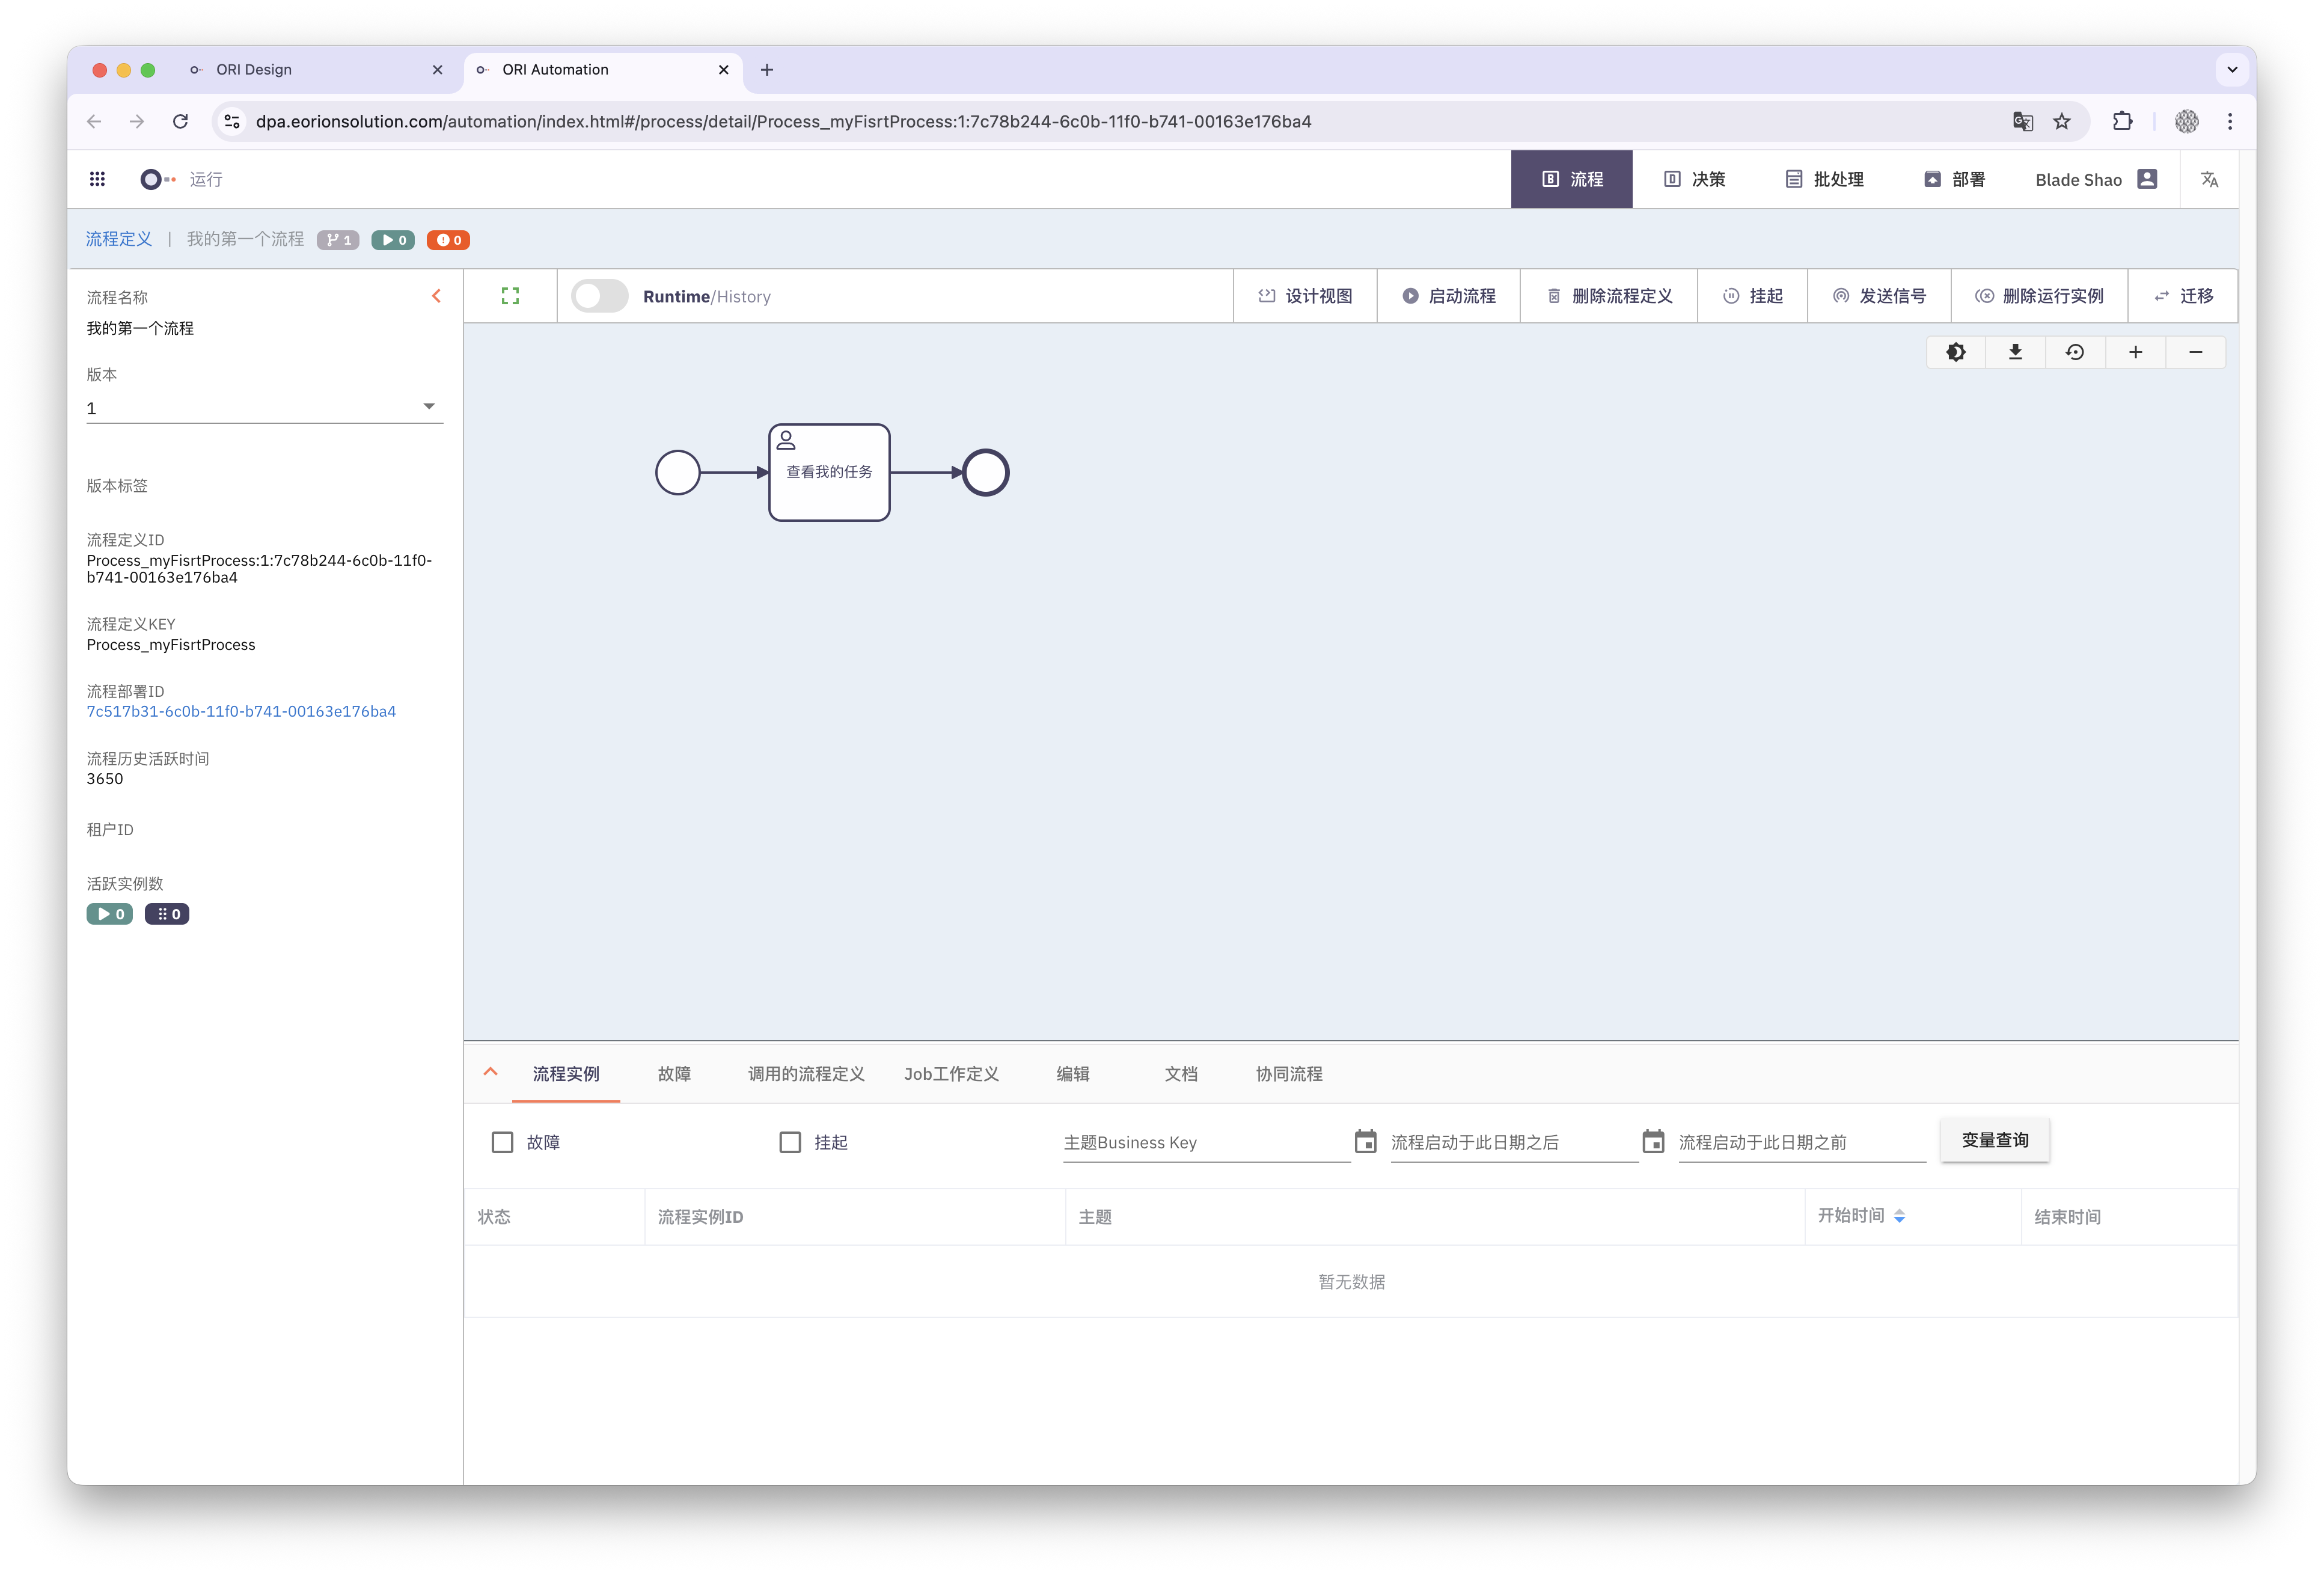 ORI Design
ORI Automation
dpa.eorionsolution.com/automation/index.html#/process/detail/Process_myFisrtProcess:1:7c78b244-6c0b-11f0-b741-00163e176ba4
运行
流程
决策
批处理
部署
Blade Shao
流程定义 | 我的第一个流程 1 0 0
流程名称
我的第一个流程
版本
1
版本标签
流程定义ID
Process_myFisrtProcess:1:7c78b244-6c0b-11f0-
b741-00163e176ba4
流程定义KEY
Process_myFisrtProcess
流程部署ID
7c517b31-6c0b-11f0-b741-00163e176ba4
流程历史活跃时间
3650
租户ID
活跃实例数
0 0
Runtime/History
设计视图
启动流程
删除流程定义
挂起
发送信号
删除运行实例
迁移
查看我的任务
流程实例
故障
调用的流程定义
Job工作定义
编辑
文档
协同流程
故障
挂起
主题Business Key
流程启动于此日期之后
流程启动于此日期之前
变量查询
状态
流程实例ID
主题
开始时间
结束时间
暂无数据